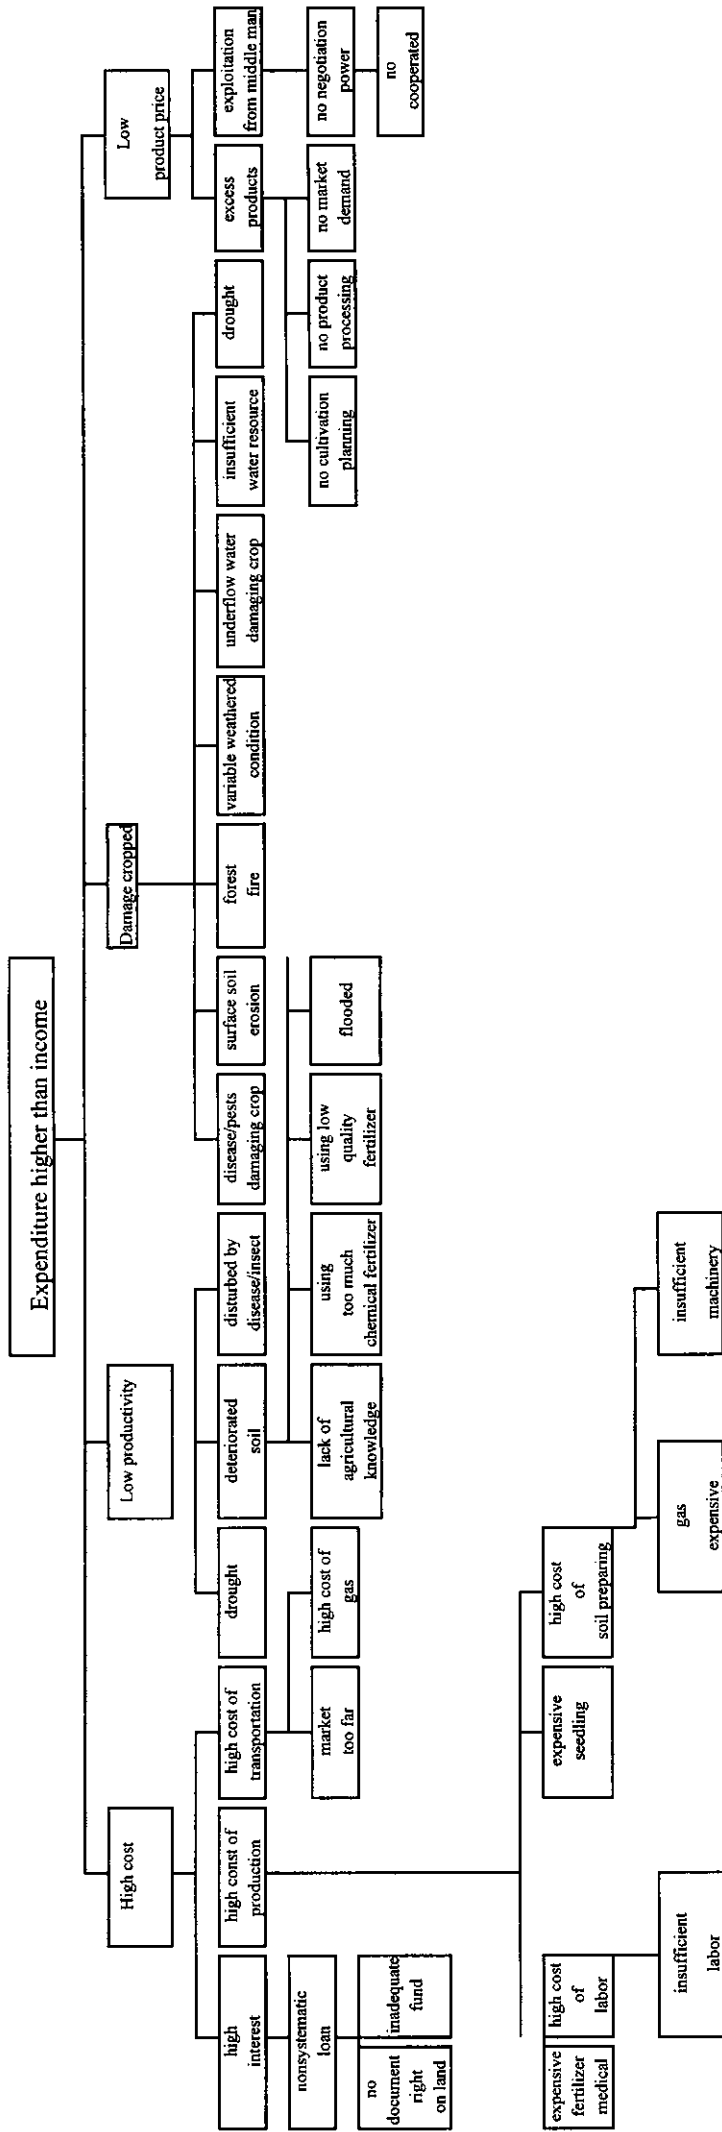 Expenditure higher than income
High cost
Low productivity
Damage cropped
Low
product price
high
interest
high const of
production
high cost of
transportation
drought
deteriorated
soil
disturbed by
disease/insect
disease/pests
damaging crop
surface soil
erosion
forest
fire
variable weathered
condition
underflow water
damaging crop
insufficient
water resource
drought
excess
products
exploitation
from middle man
nonsystematic
loan
market
too far
high cost of
gas
lack of
agricultural
knowledge
using
too much
chemical fertilizer
using low
quality
fertilizer
flooded
no cultivation
planning
no product
processing
no market
demand
no negotiation
power
no
document
right
on land
inadequate
fund
no
cooperated
expensive
fertilizer
medical
high cost
of
labor
expensive
seedling
high cost
of
soil preparing
insufficient
labor
gas
expensive
insufficient
machinery